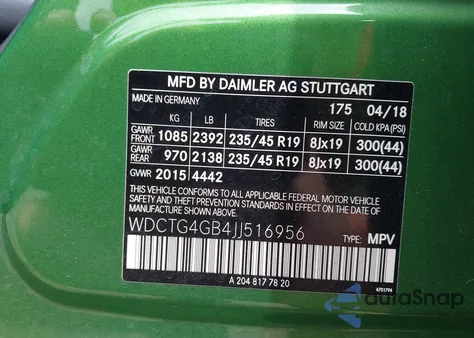 MFD BY DAIMLER AG STUTTGART
MADE IN GERMANY 175 04/18
KG LB TIRES RIM SIZE COLD KPA (PSI)
GAWR FRONT 1085 2392 235/45 R19 8Jx19 300(44)
GAWR REAR 970 2138 235/45 R19 8Jx19 300(44)
GVWR 2015 4442
THIS VEHICLE CONFORMS TO ALL APPLICABLE FEDERAL MOTOR VEHICLE
SAFETY BUMPER, AND THEFT PREVENTION STANDARDS IN
EFFECT ON THE DATE OF MANUFACTURE SHOWN ABOVE.
WDCTG4GB4JJ516956 TYPE: MPV
A 204 817 78 20
4751794
autoSnap